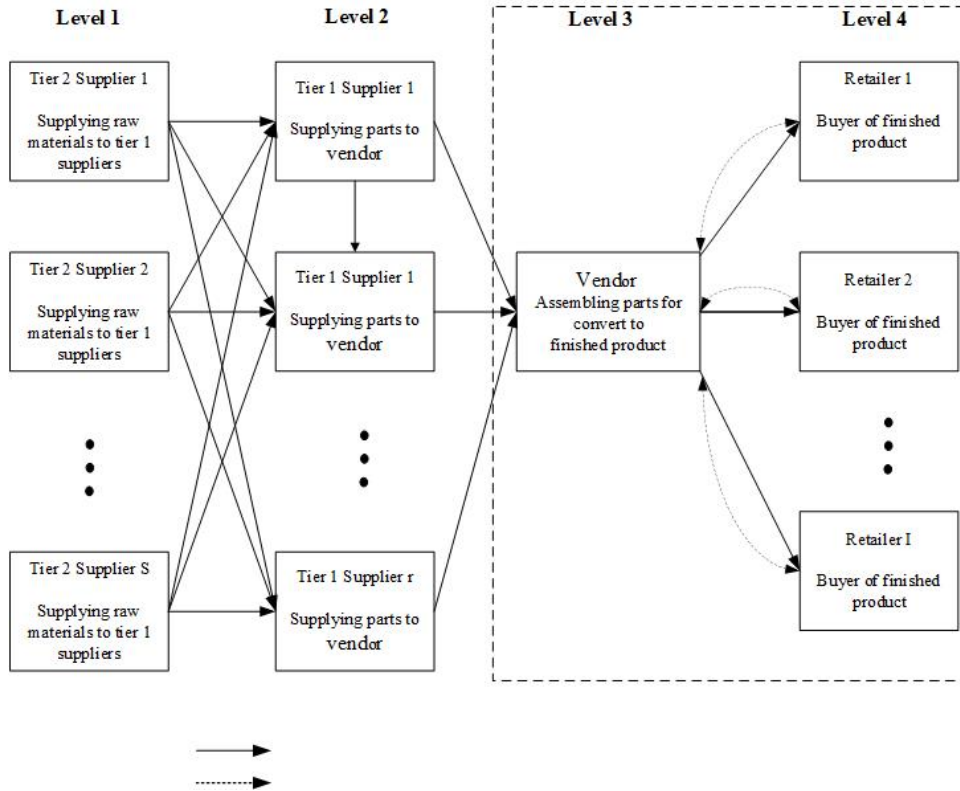 Level 1
Level 2
Level 3
Level 4
Tier 2 Supplier 1
Supplying raw
materials to tier 1
suppliers
Tier 1 Supplier 1
Supplying parts to
vendor
Retailer 1
Buyer of finished
product
Tier 2 Supplier 2
Supplying raw
materials to tier 1
suppliers
Tier 1 Supplier 1
Supplying parts to
vendor
Vendor
Assembling parts for
convert to
finished product
Retailer 2
Buyer of finished
product
Tier 2 Supplier S
Supplying raw
materials to tier 1
suppliers
Tier 1 Supplier r
Supplying parts to
vendor
Retailer I
Buyer of finished
product